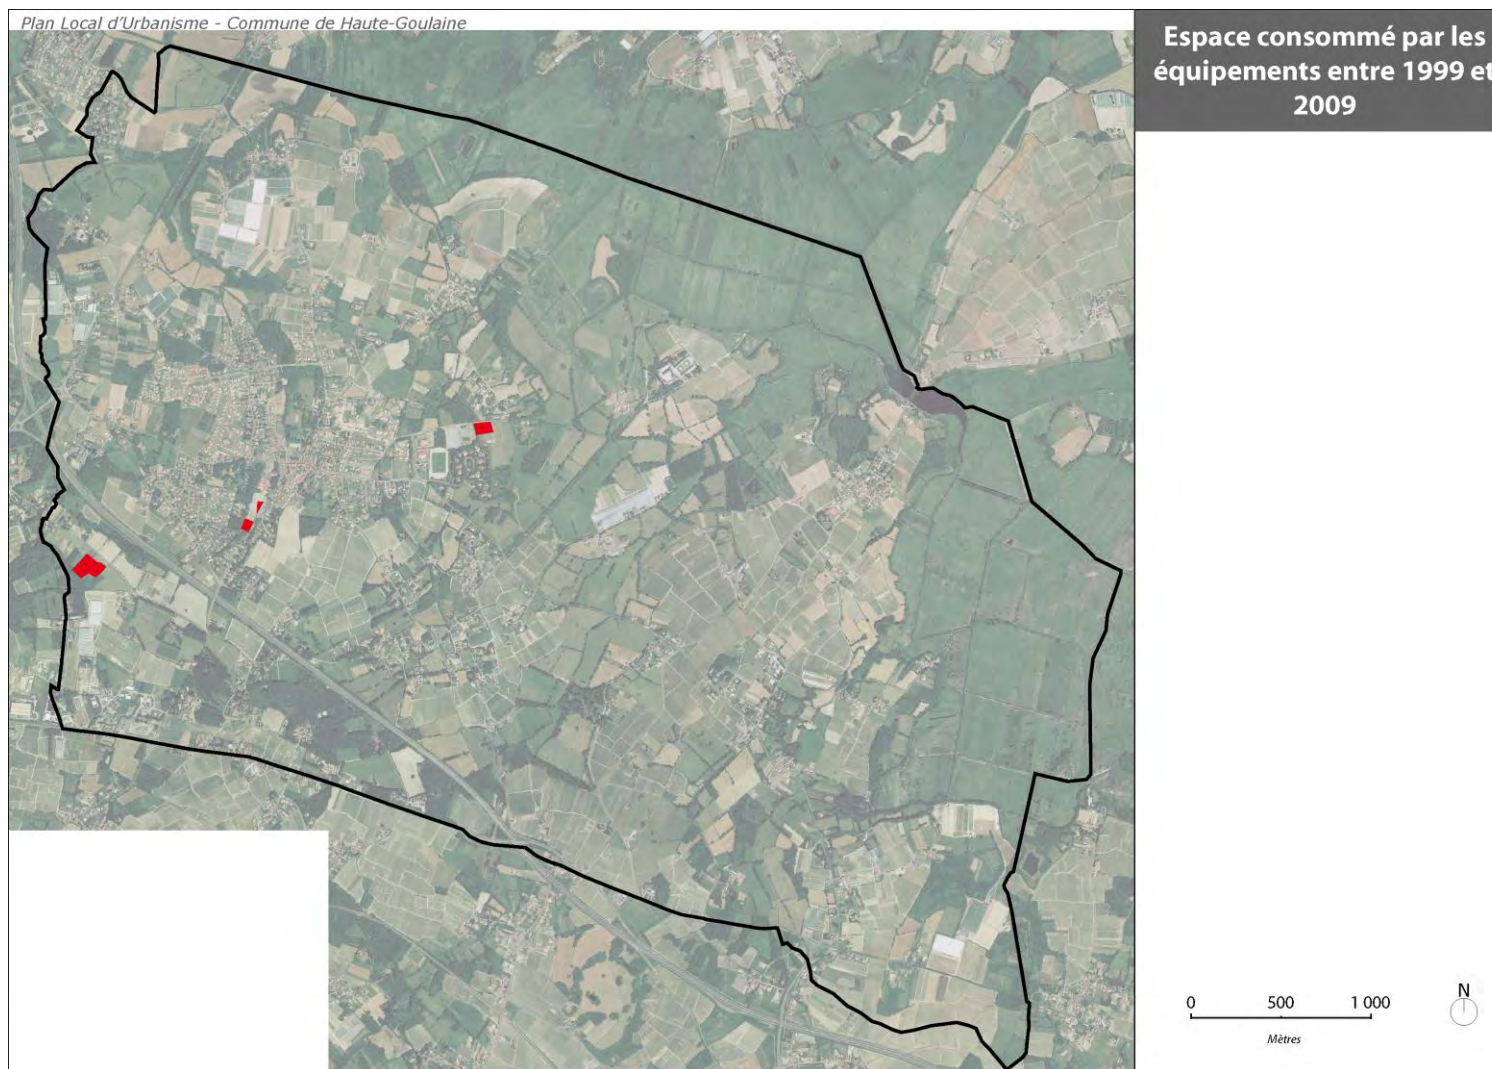 Plan Local d'Urbanisme - Commune de Haute-Goulaine
Espace consommé par les
équipements entre 1999 et
2009
0 500 1 000
Mètres
N